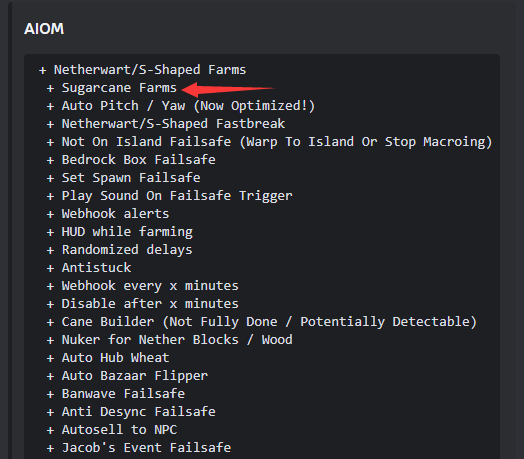 AIOM
+ Netherwart/S-Shaped Farms
+ Sugarcane Farms
+ Auto Pitch / Yaw (Now Optimized!)
+ Netherwart/S-Shaped Fastbreak
+ Not On Island Failsafe (Warp To Island Or Stop Macroing)
+ Bedrock Box Failsafe
+ Set Spawn Failsafe
+ Play Sound On Failsafe Trigger
+ Webhook alerts
+ HUD while farming
+ Randomized delays
+ Antistuck
+ Webhook every x minutes
+ Disable after x minutes
+ Cane Builder (Not Fully Done / Potentially Detectable)
+ Nuker for Nether Blocks / Wood
+ Auto Hub Wheat
+ Auto Bazaar Flipper
+ Banwave Failsafe
+ Anti Desync Failsafe
+ Autosell to NPC
+ Jacob's Event Failsafe